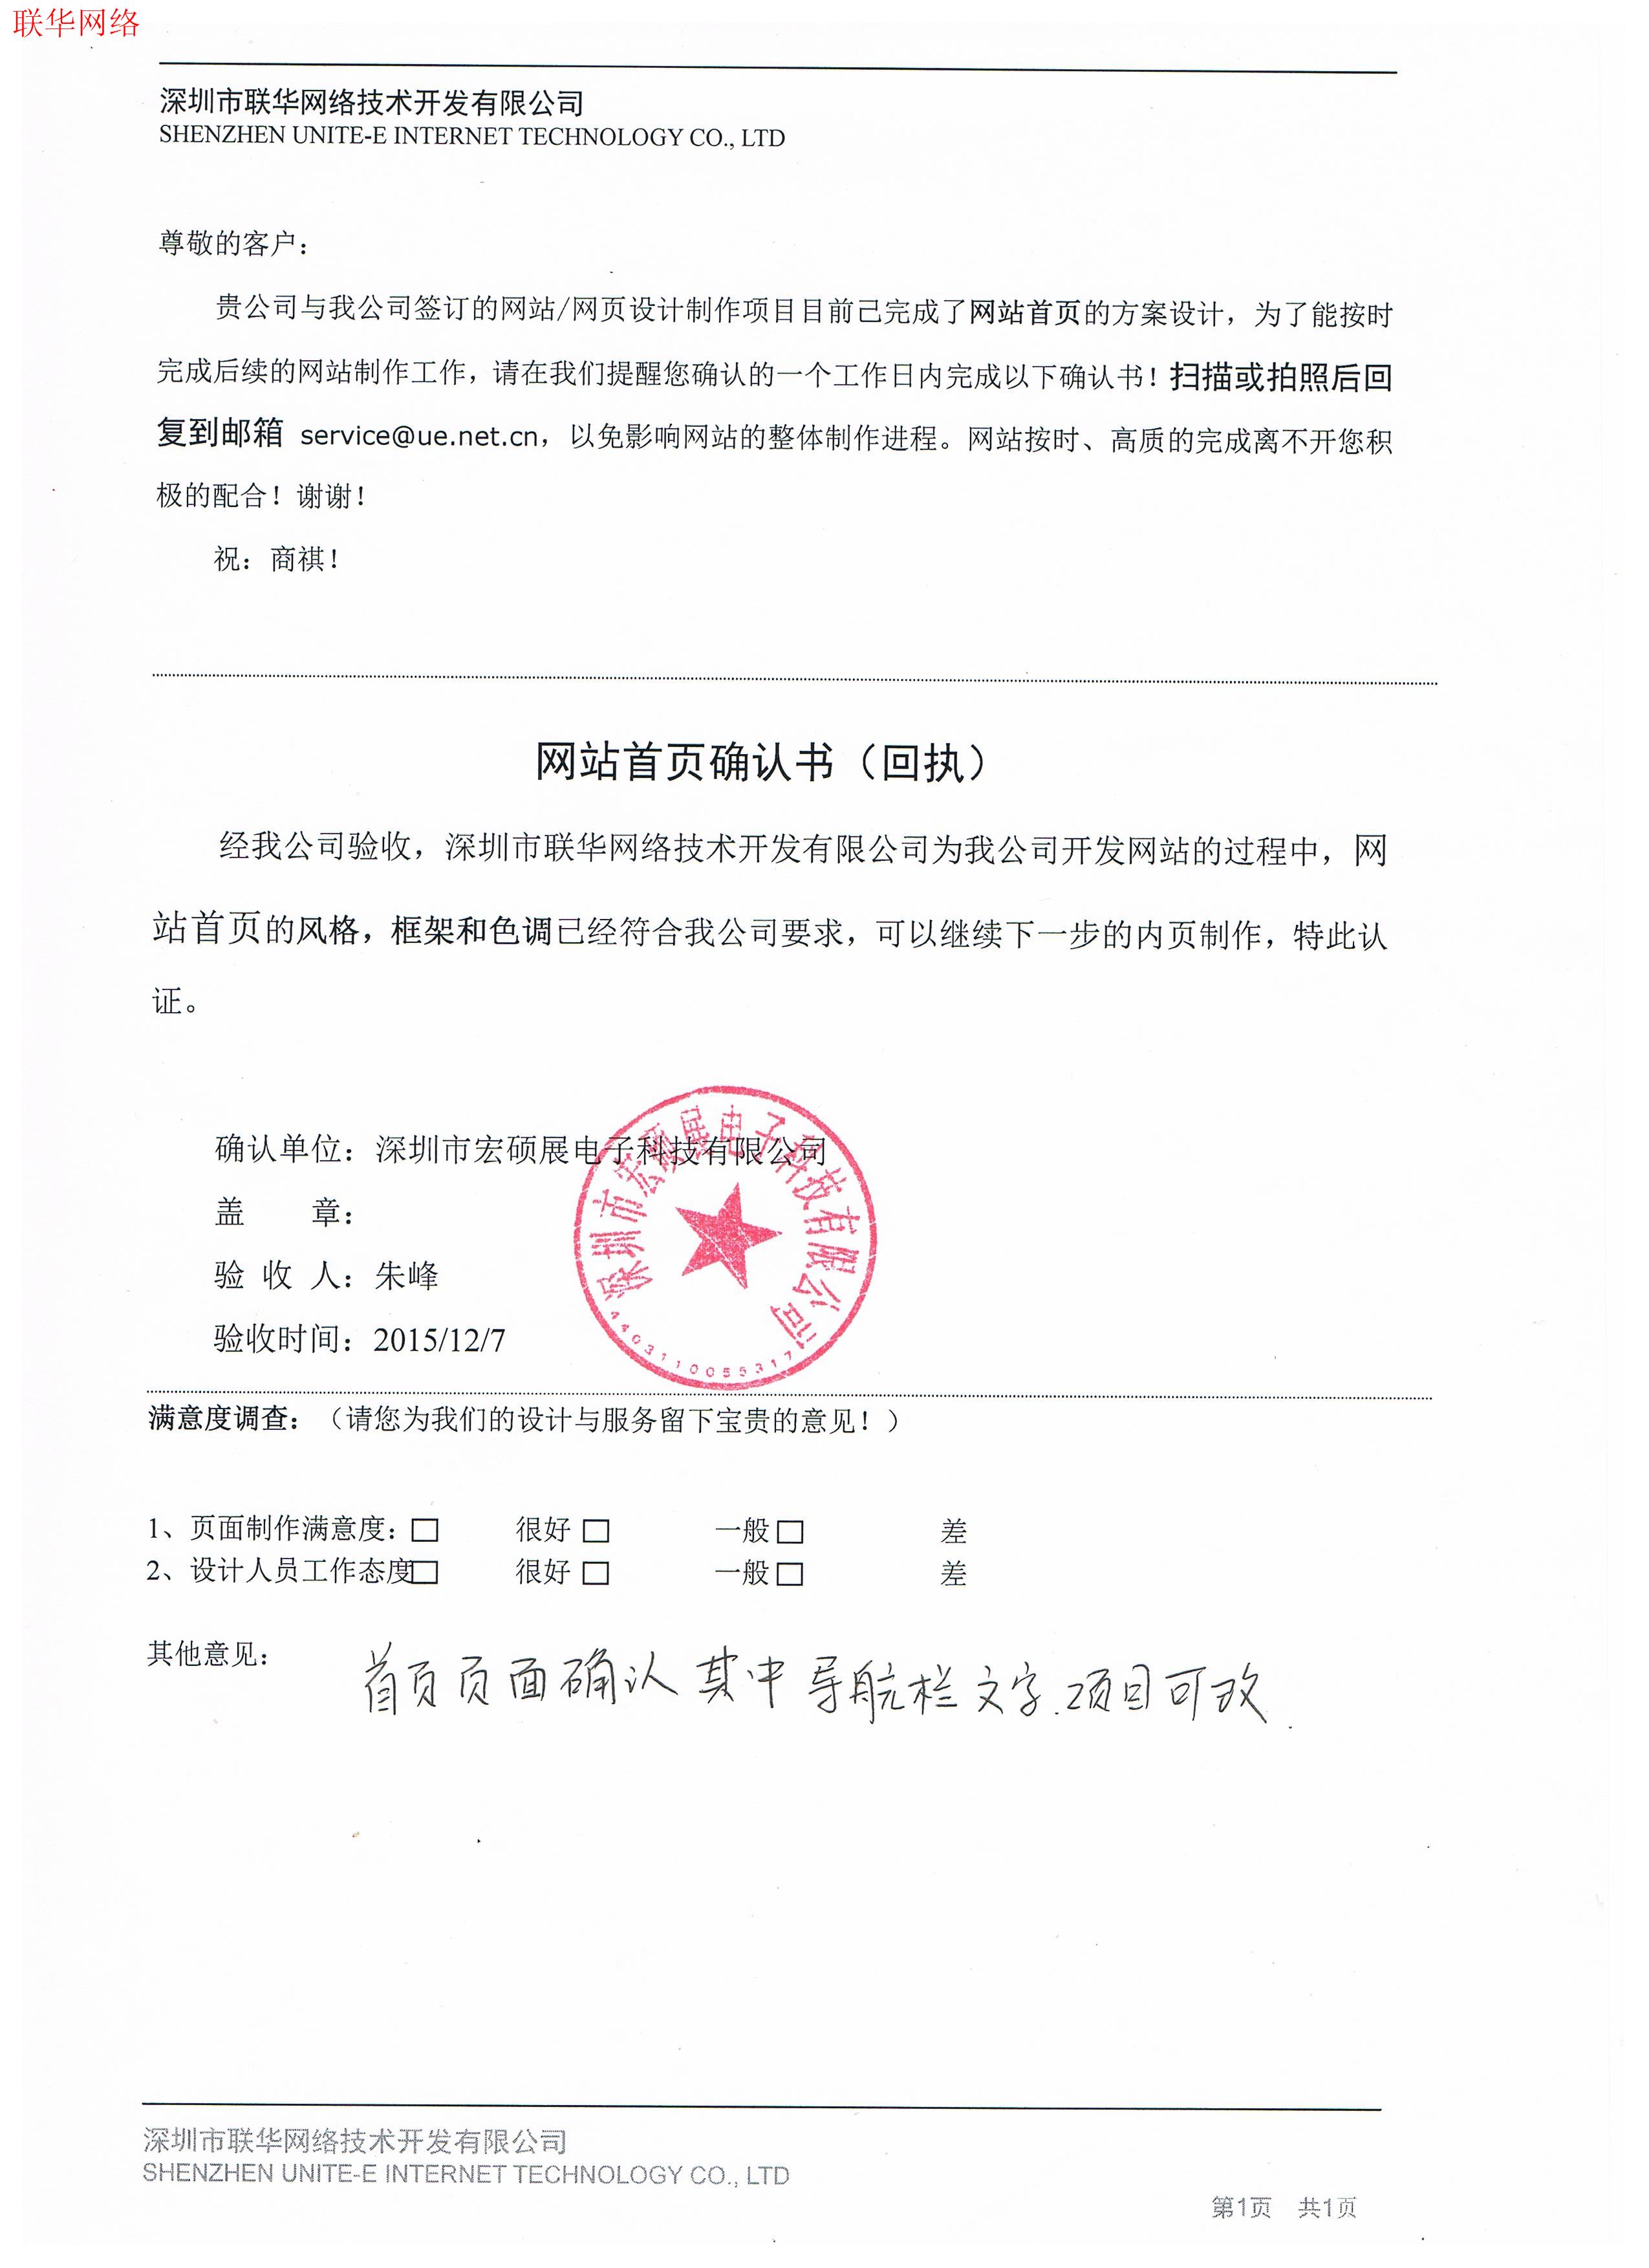 联华网络
深圳市联华网络技术开发有限公司
SHENZHEN UNITE-E INTERNET TECHNOLOGY CO., LTD
尊敬的客户：
贵公司与我公司签订的网站/网页设计制作项目目前己完成了网站首页的方案设计，为了能按时
完成后续的网站制作工作，请在我们提醒您确认的一个工作日内完成以下确认书！扫描或拍照后回
复到邮箱 service@ue.net.cn，以免影响网站的整体制作进程。网站按时、高质的完成离不开您积
极的配合！谢谢！
祝：商祺！
网站首页确认书（回执）
经我公司验收，深圳市联华网络技术开发有限公司为我公司开发网站的过程中，网
站首页的风格，框架和色调已经符合我公司要求，可以继续下一步的内页制作，特此认
证。
确认单位：深圳市宏硕展电子科技有限公司
盖 章：
验 收 人：朱峰
验收时间：2015/12/7
深圳市宏硕展电子科技有限公司
满意度调查：（请您为我们的设计与服务留下宝贵的意见！）
1、页面制作满意度：□ 很好 □ 一般 □ 差
2、设计人员工作态度□ 很好 □ 一般 □ 差
其他意见：
首页页面确认 其中导航栏文字.项目可改.
深圳市联华网络技术开发有限公司
SHENZHEN UNITE-E INTERNET TECHNOLOGY CO., LTD
第1页 共1页